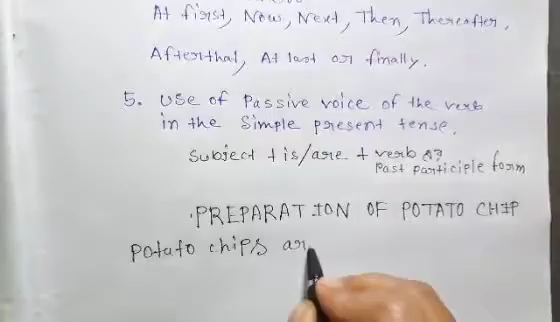 At first, Now, Next, Then, Thereafter,
Afterthat, At last or finally.
5. Use of Passive voice of the verb
in the Simple present tense.
Subject + is/are + verb
Past participle form
PREPARATION OF POTATO CHIP
Potato chips ar